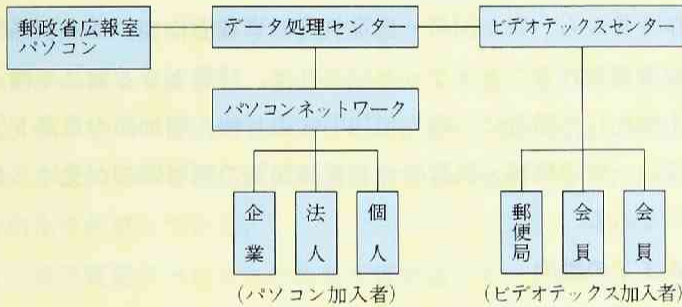 郵政省広報室
パソコン
データ処理センター
ビデオテックスセンター
パソコンネットワーク
企業
法人
個人
郵便局
会員
会員
(パソコン加入者)
(ビデオテックス加入者)